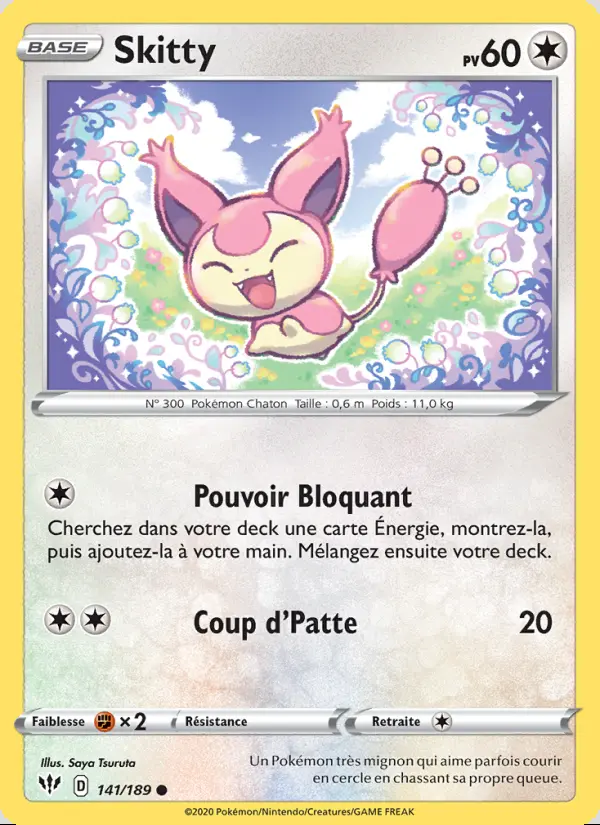 BASE Skitty PV60
N° 300 Pokémon Chaton Taille : 0,6 m Poids : 11,0 kg
Pouvoir Bloquant
Cherchez dans votre deck une carte Énergie, montrez-la,
puis ajoutez-la à votre main. Mélangez ensuite votre deck.
Coup d'Patte 20
Faiblesse ×2 Résistance Retraite
Illus. Saya Tsuruta
D 141/189
Un Pokémon très mignon qui aime parfois courir
en cercle en chassant sa propre queue.
©2020 Pokémon/Nintendo/Creatures/GAME FREAK